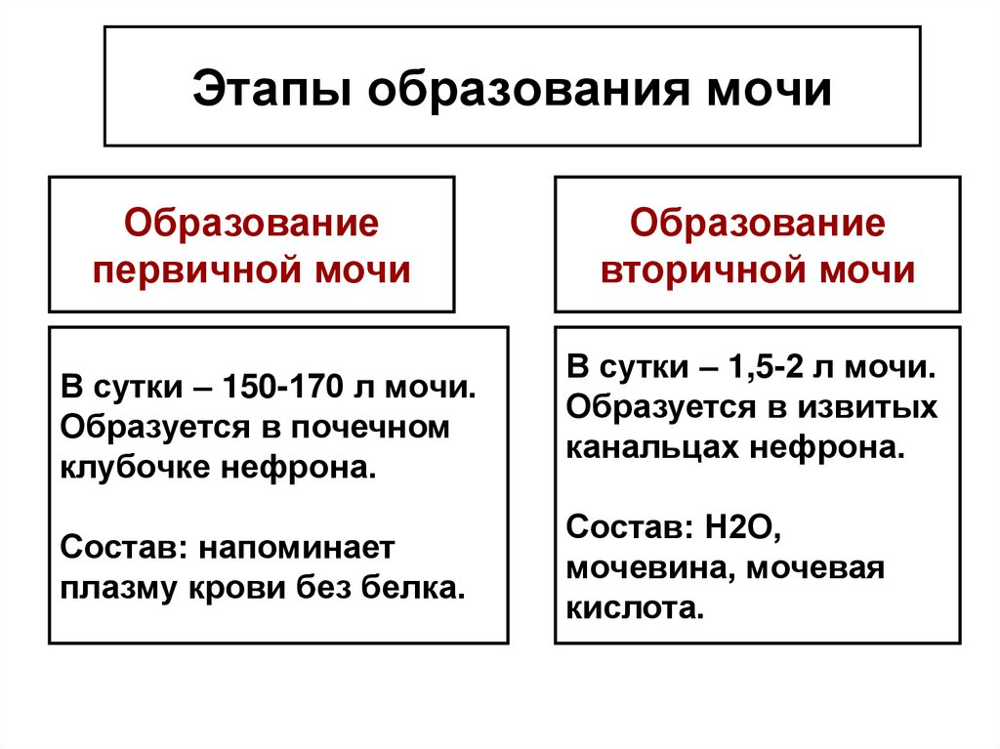 Этапы образования мочи
Образование
первичной мочи
Образование
вторичной мочи
В сутки – 150-170 л мочи.
Образуется в почечном
клубочке нефрона.
Состав: напоминает
плазму крови без белка.
В сутки – 1,5-2 л мочи.
Образуется в извитых
канальцах нефрона.
Состав: Н2О,
мочевина, мочевая
кислота.